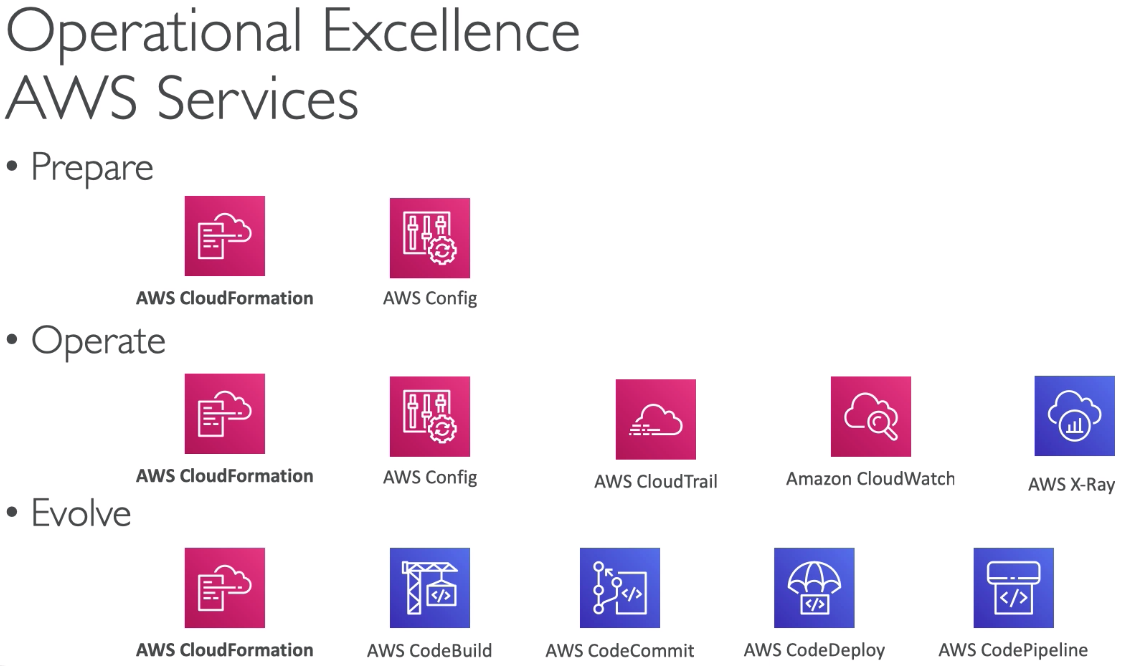 Operational Excellence
AWS Services
• Prepare
AWS CloudFormation
AWS Config
• Operate
AWS CloudFormation
AWS Config
AWS CloudTrail
Amazon CloudWatch
AWS X-Ray
• Evolve
AWS CloudFormation
AWS CodeBuild
AWS CodeCommit
AWS CodeDeploy
AWS CodePipeline